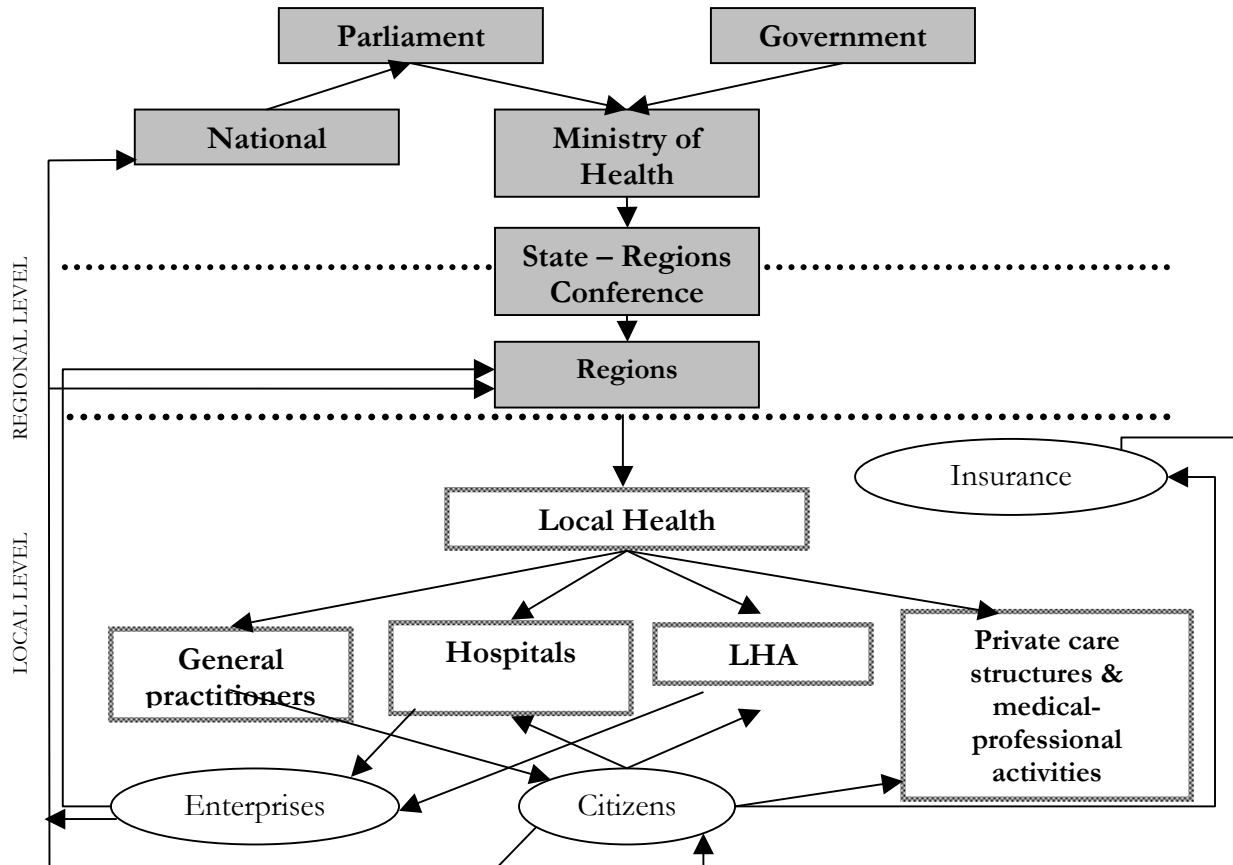 Parliament
Government
National
Ministry of
Health
State – Regions
Conference
Regions
REGIONAL LEVEL
Insurance
Local Health
LOCAL LEVEL
General
practitioners
Hospitals
LHA
Private care
structures &
medical-
professional
activities
Enterprises
Citizens